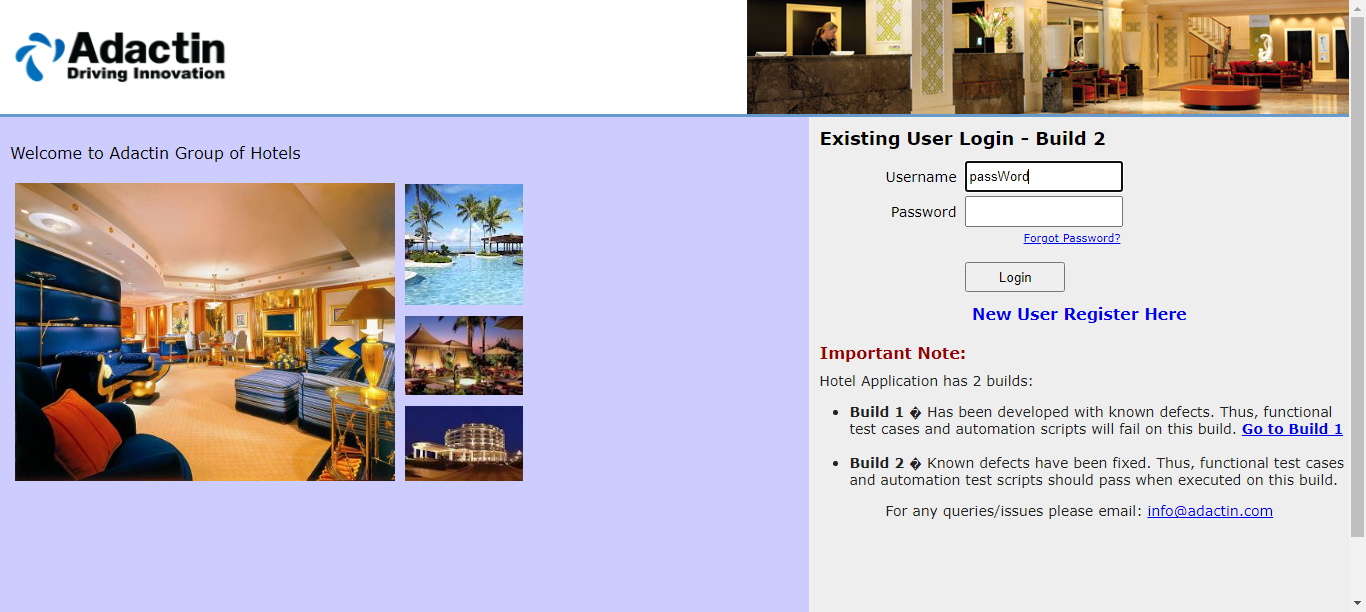 Adactin
Driving Innovation
Welcome to Adactin Group of Hotels
Existing User Login - Build 2
Username passWord
Password
Forgot Password?
Login
New User Register Here
Important Note:
Hotel Application has 2 builds:
• Build 1 � Has been developed with known defects. Thus, functional
test cases and automation scripts will fail on this build. Go to Build 1
• Build 2 � Known defects have been fixed. Thus, functional test cases
and automation test scripts should pass when executed on this build.
For any queries/issues please email: info@adactin.com